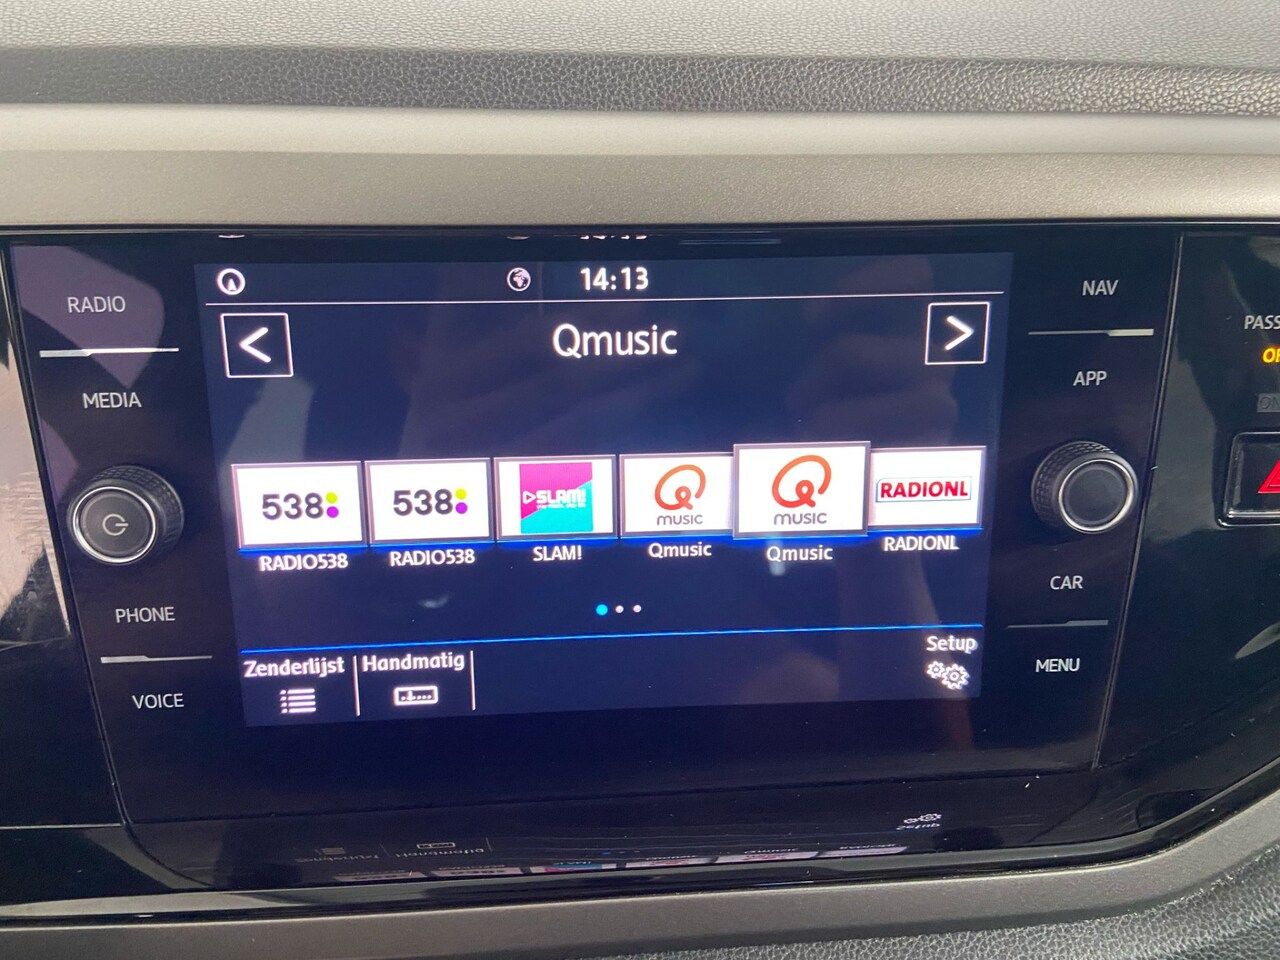 14:13
RADIO
MEDIA
PHONE
VOICE
Qmusic
538
538
SLAM!
Q MUSIC
Q MUSIC
RADIONL
RADIO538
RADIO538
SLAM!
Qmusic
Qmusic
RADIONL
Zenderlijst
Handmatig
Setup
NAV
APP
CAR
MENU
PASS